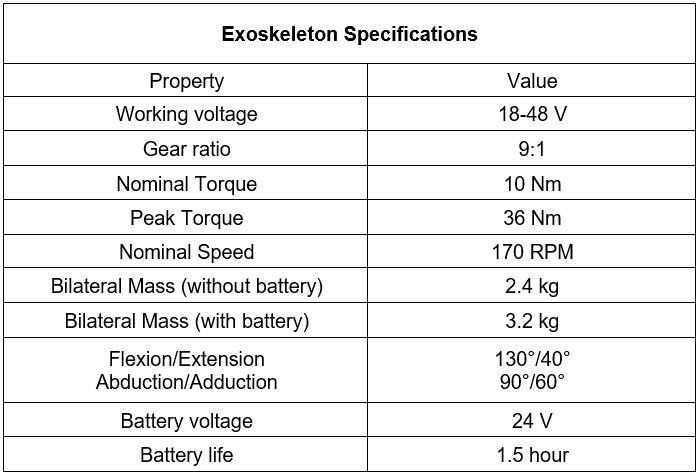 Exoskeleton Specifications
Property Value
Working voltage 18-48 V
Gear ratio 9:1
Nominal Torque 10 Nm
Peak Torque 36 Nm
Nominal Speed 170 RPM
Bilateral Mass (without battery) 2.4 kg
Bilateral Mass (with battery) 3.2 kg
Flexion/Extension 130°/40°
Abduction/Adduction 90°/60°
Battery voltage 24 V
Battery life 1.5 hour